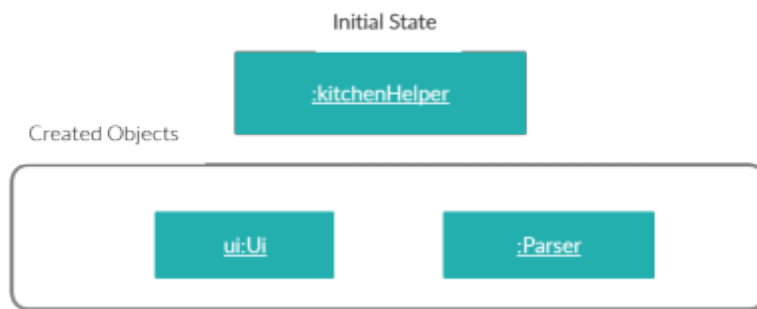 Initial State
:kitchenHelper
Created Objects
ui:Ui
:Parser